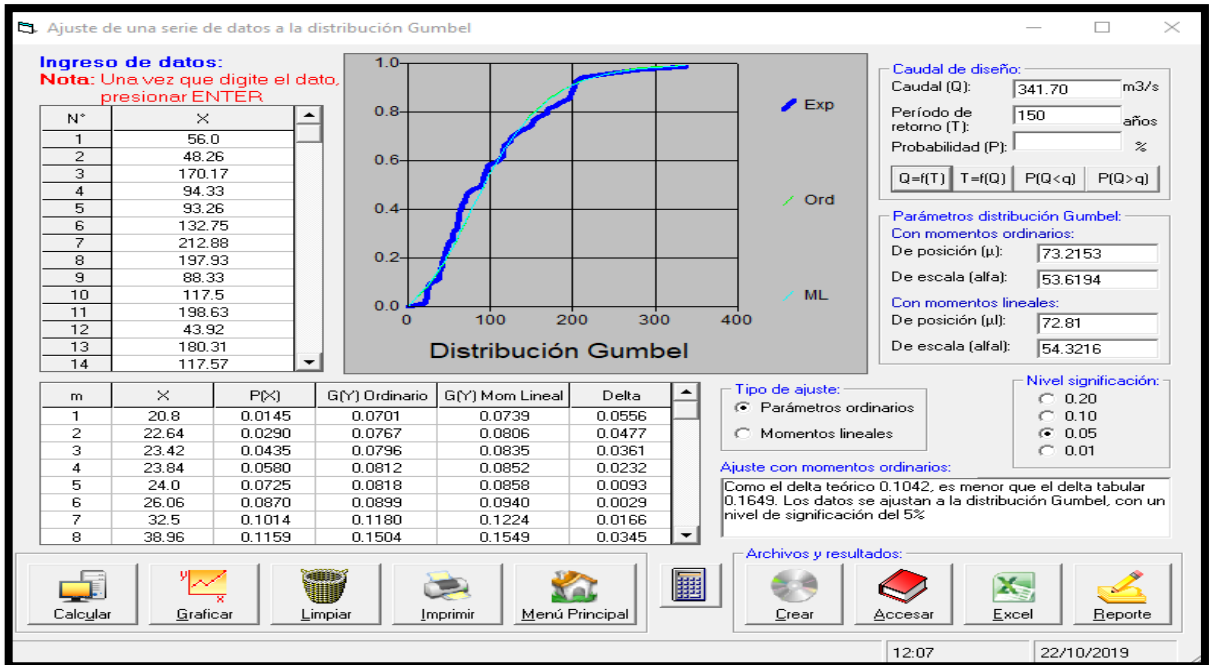 Ajuste de una serie de datos a la distribución Gumbel
Ingreso de datos:
Nota: Una vez que digite el dato,
presionar ENTER
N° X
1 56.0
2 48.26
3 170.17
4 94.33
5 93.26
6 132.75
7 212.88
8 197.93
9 88.33
10 117.5
11 198.63
12 43.92
13 180.31
14 117.57
1.0
0.8
0.6
0.4
0.2
0.0
0 100 200 300 400
Distribución Gumbel
Exp
Ord
ML
Caudal de diseño:
Caudal (Q): 341.70 m3/s
Período de
retorno (T): 150 años
Probabilidad (P): %
Q=f(T) T=f(Q) P(Q<q) P(Q>q)
Parámetros distribución Gumbel:
Con momentos ordinarios:
De posición (µ): 73.2153
De escala (alfa): 53.6194
Con momentos lineales:
De posición (µl): 72.81
De escala (alfal): 54.3216
m X P(X) G(Y) Ordinario G(Y) Mom Lineal Delta
1 20.8 0.0145 0.0701 0.0739 0.0556
2 22.64 0.0290 0.0767 0.0806 0.0477
3 23.42 0.0435 0.0796 0.0835 0.0361
4 23.84 0.0580 0.0812 0.0852 0.0232
5 24.0 0.0725 0.0818 0.0858 0.0093
6 26.06 0.0870 0.0899 0.0940 0.0029
7 32.5 0.1014 0.1180 0.1224 0.0166
8 38.96 0.1159 0.1504 0.1549 0.0345
Tipo de ajuste:
Parámetros ordinarios
Momentos lineales
Nivel significación:
0.20
0.10
0.05
0.01
Ajuste con momentos ordinarios:
Como el delta teórico 0.1042, es menor que el delta tabular
0.1649. Los datos se ajustan a la distribución Gumbel, con un
nivel de significación del 5%
Calcular Graficar Limpiar Imprimir Menú Principal
Archivos y resultados:
Crear Accesar Excel Reporte
12:07 22/10/2019